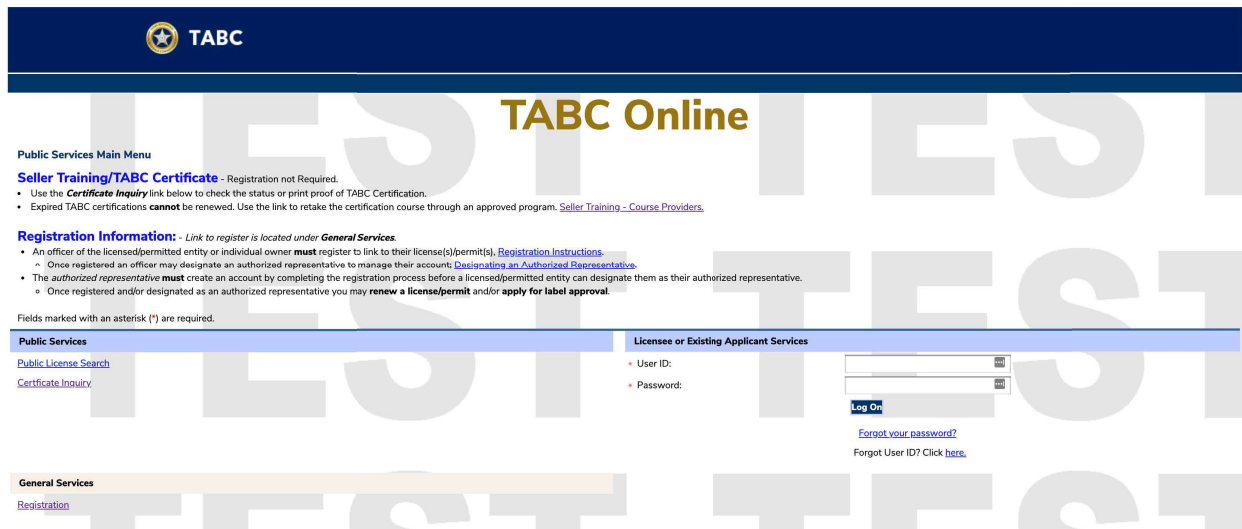 TABC
TABC Online
Public Services Main Menu
Seller Training/TABC Certificate - Registration not Required.
• Use the Certificate Inquiry link below to check the status or print proof of TABC Certification.
• Expired TABC certifications cannot be renewed. Use the link to retake the certification course through an approved program. Seller Training - Course Providers.
Registration Information: - Link to register is located under General Services.
• An officer of the licensed/permitted entity or individual owner must register to link to their license(s)/permit(s), Registration Instructions.
◦ Once registered an officer may designate an authorized representative to manage their account; Designating an Authorized Representative.
• The authorized representative must create an account by completing the registration process before a licensed/permitted entity can designate them as their authorized representative.
◦ Once registered and/or designated as an authorized representative you may renew a license/permit and/or apply for label approval.
Fields marked with an asterisk (*) are required.
Public Services
Public License Search
Certficate Inquiry
Licensee or Existing Applicant Services
* User ID:
* Password:
Log On
Forgot your password?
Forgot User ID? Click here.
General Services
Registration
TEST TEST
TEST TEST
TEST TEST